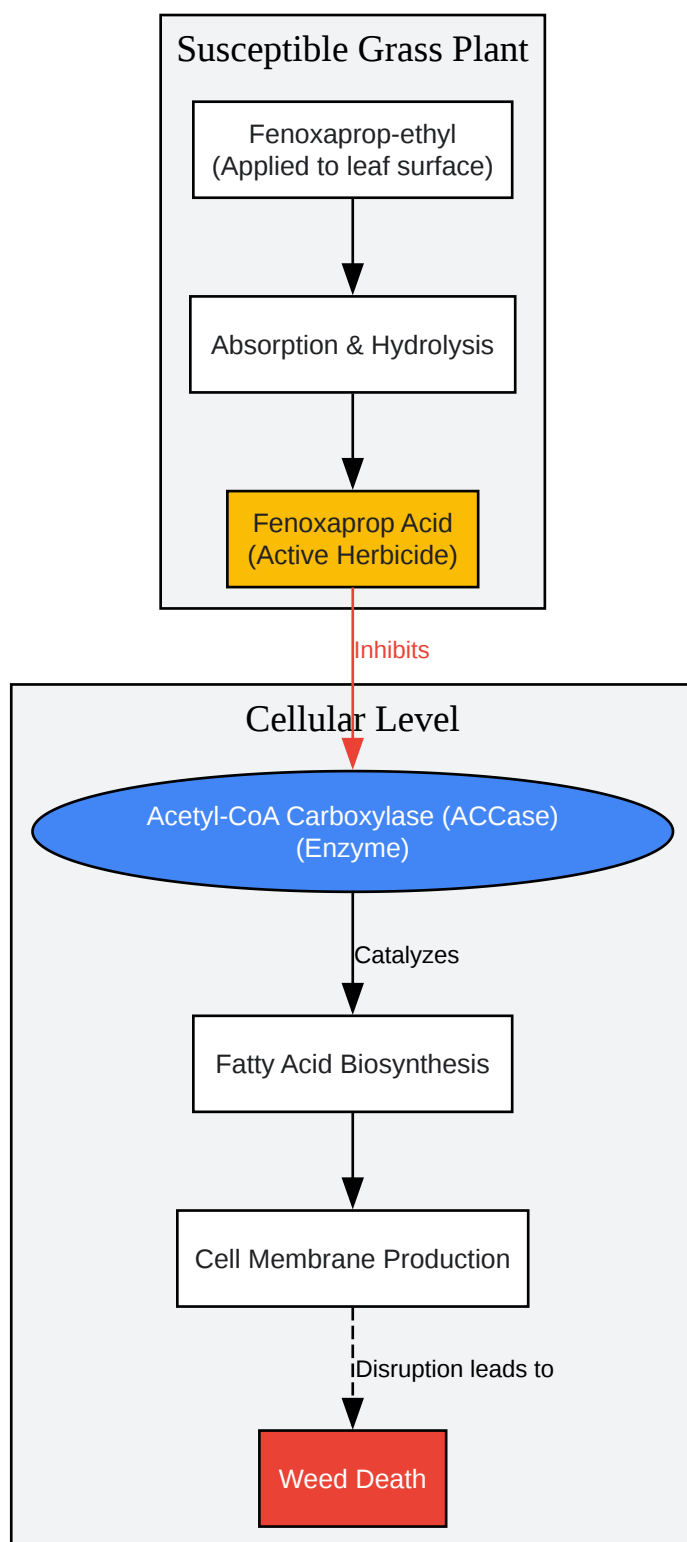 Susceptible Grass Plant
Fenoxaprop-ethyl
(Applied to leaf surface)
Absorption & Hydrolysis
Fenoxaprop Acid
(Active Herbicide)
Inhibits
Cellular Level
Acetyl-CoA Carboxylase (ACCase)
(Enzyme)
Catalyzes
Fatty Acid Biosynthesis
Cell Membrane Production
Disruption leads to
Weed Death